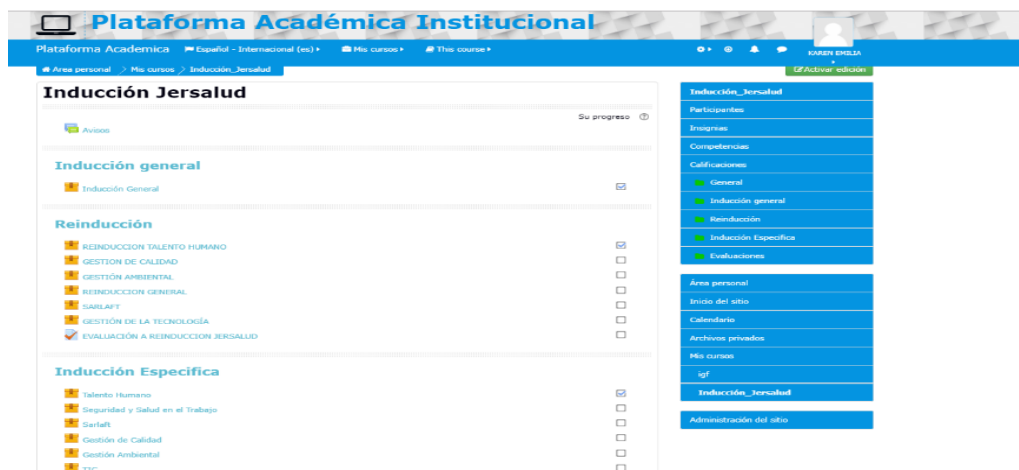 Plataforma Académica Institucional
Plataforma Academica Español - Internacional (es) Mis cursos This course
KAREN EMILIA
Area personal Mis cursos Inducción_Jersalud
Activar edición
Inducción Jersalud
Su progreso
Avisos
Inducción general
Inducción General
Reinducción
REINDUCCION TALENTO HUMANO
GESTION DE CALIDAD
GESTIÓN AMBIENTAL
REINDUCCION GENERAL
SARLAFT
GESTIÓN DE LA TECNOLOGÍA
EVALUACIÓN A REINDUCCION JERSALUD
Inducción Especifica
Talento Humano
Seguridad y Salud en el Trabajo
Sarlaft
Gestión de Calidad
Gestión Ambiental
TIC
Inducción_Jersalud
Participantes
Insignias
Competencias
Calificaciones
General
Inducción general
Reinducción
Inducción Especifica
Evaluaciones
Área personal
Inicio del sitio
Calendario
Archivos privados
Mis cursos
igf
Inducción_Jersalud
Administración del sitio